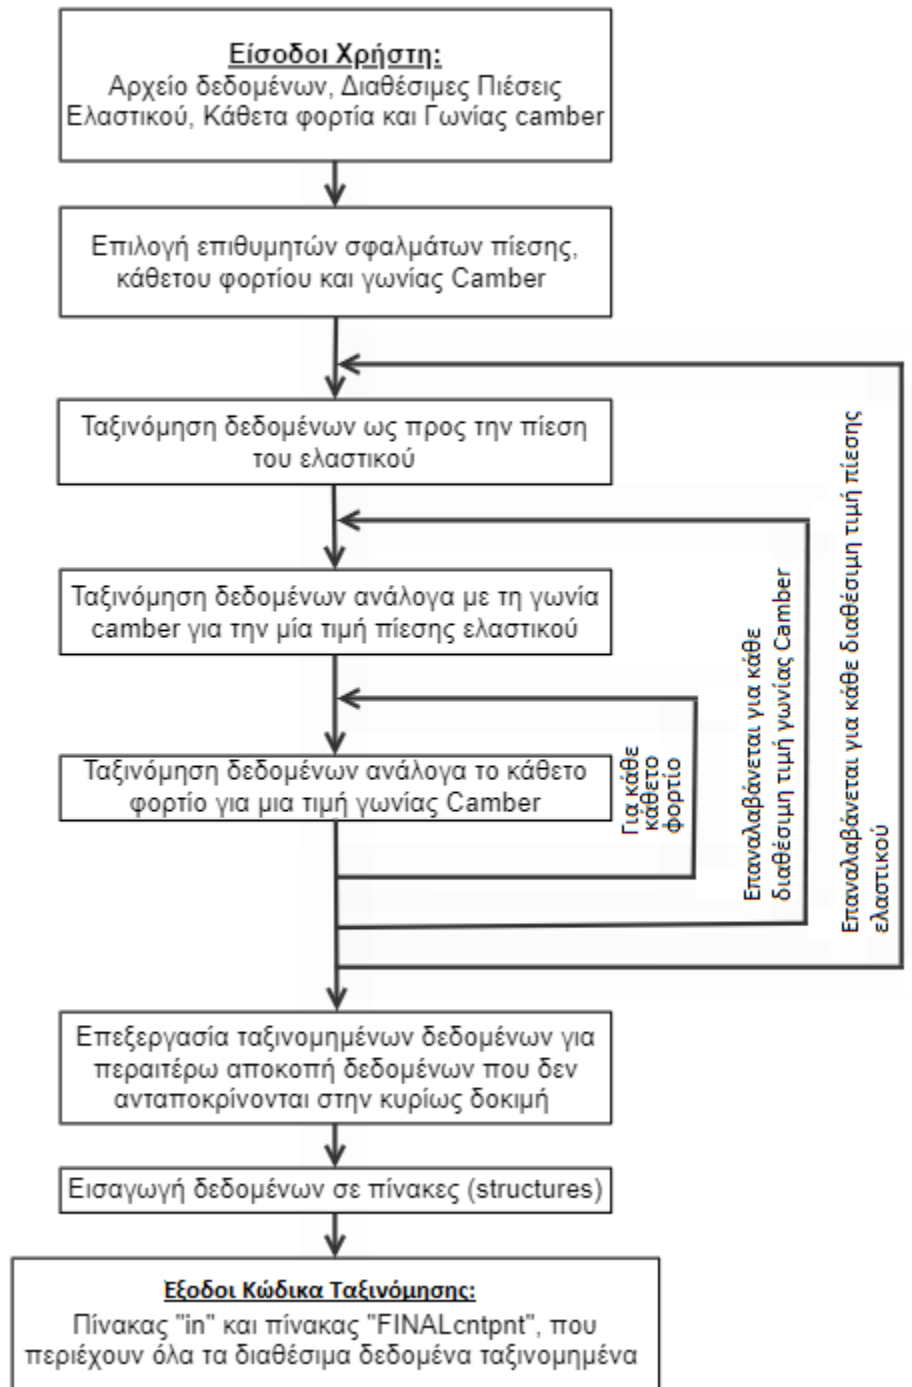 Είσοδοι Χρήστη:
Αρχείο δεδομένων, Διαθέσιμες Πιέσεις
Ελαστικού, Κάθετα φορτία και Γωνίας camber
Επιλογή επιθυμητών σφαλμάτων πίεσης,
κάθετου φορτίου και γωνίας Camber
Ταξινόμηση δεδομένων ως προς την πίεση
του ελαστικού
Ταξινόμηση δεδομένων ανάλογα με τη γωνία
camber για την μία τιμή πίεσης ελαστικού
Ταξινόμηση δεδομένων ανάλογα το κάθετο
φορτίο για μια τιμή γωνίας Camber
Για κάθε
κάθετο
φορτίο
Επαναλαβάνεται για κάθε
διαθέσιμη τιμή γωνίας Camber
Επαναλαβάνεται για κάθε διαθέσιμη τιμή πίεσης
ελαστικού
Επεξεργασία ταξινομημένων δεδομένων για
περαιτέρω αποκοπή δεδομένων που δεν
ανταποκρίνονται στην κυρίως δοκιμή
Εισαγωγή δεδομένων σε πίνακες (structures)
Έξοδοι Κώδικα Ταξινόμησης:
Πίνακας "in" και πίνακας "FINALcntpnt", που
περιέχουν όλα τα διαθέσιμα δεδομένα ταξινομημένα